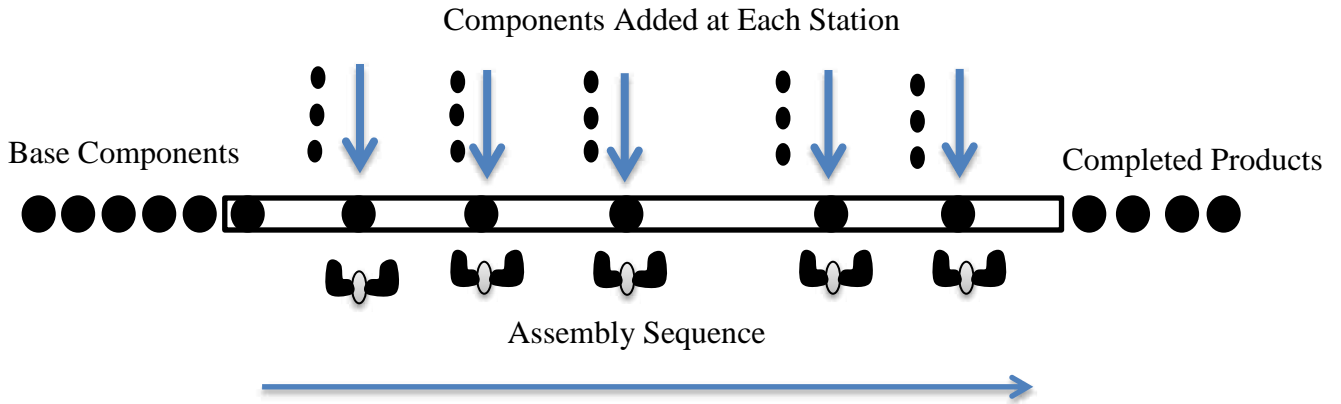 Components Added at Each Station
Base Components
Completed Products
Assembly Sequence